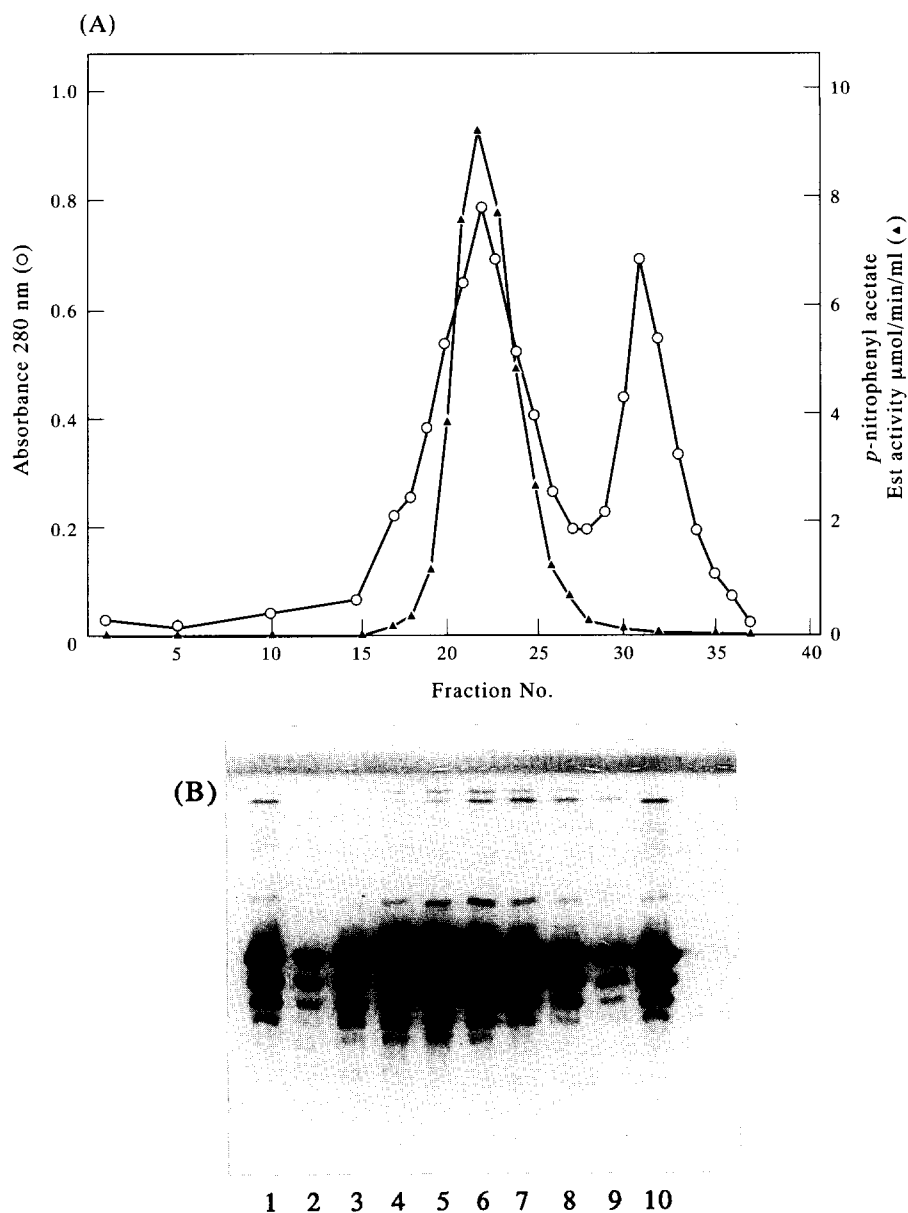 (A)
1.0
0.8
0.6
0.4
0.2
0
Absorbance 280 nm (○)
10
8
6
4
2
0
p-nitrophenyl acetate
Est activity μmol/min/ml (▲)
5 10 15 20 25 30 35 40
Fraction No.
(B)
1 2 3 4 5 6 7 8 9 10